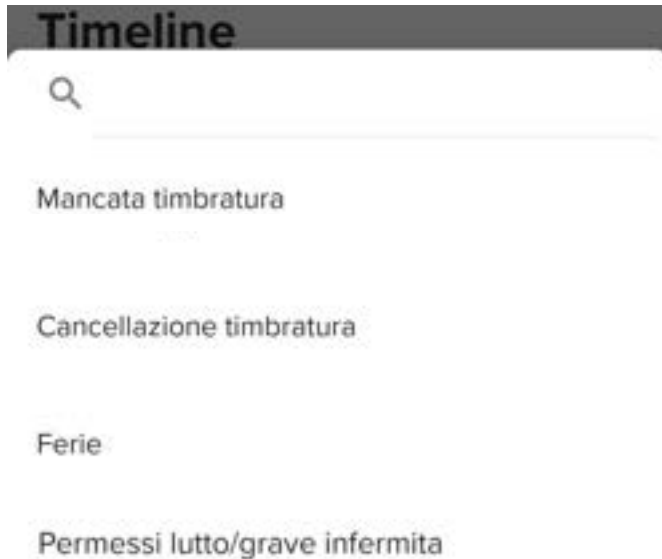 Timeline
Mancata timbratura
Cancellazione timbratura
Ferie
Permessi lutto/grave infermita